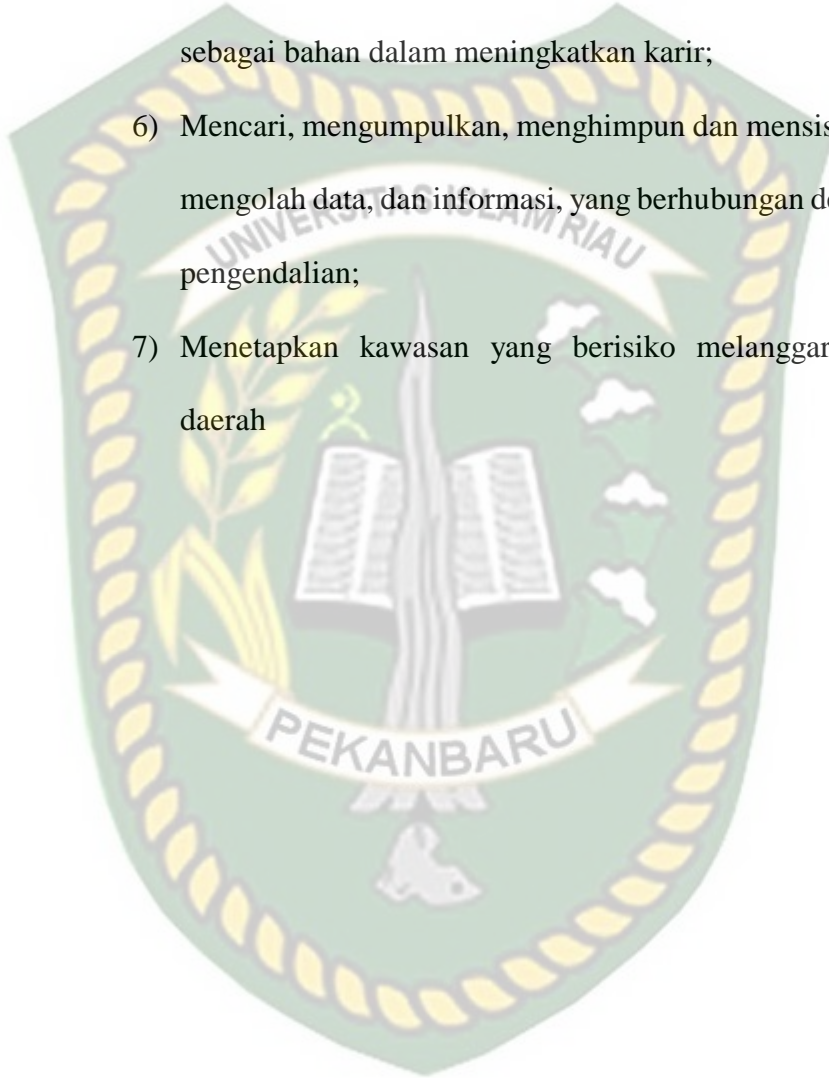 sebagai bahan dalam meningkatkan karir;
6) Mencari, mengumpulkan, menghimpun dan mensis
mengolah data, dan informasi, yang berhubungan de
pengendalian;
7) Menetapkan kawasan yang berisiko melanggar
daerah
UNIVERSITAS ISLAM RIAU
PEKANBARU